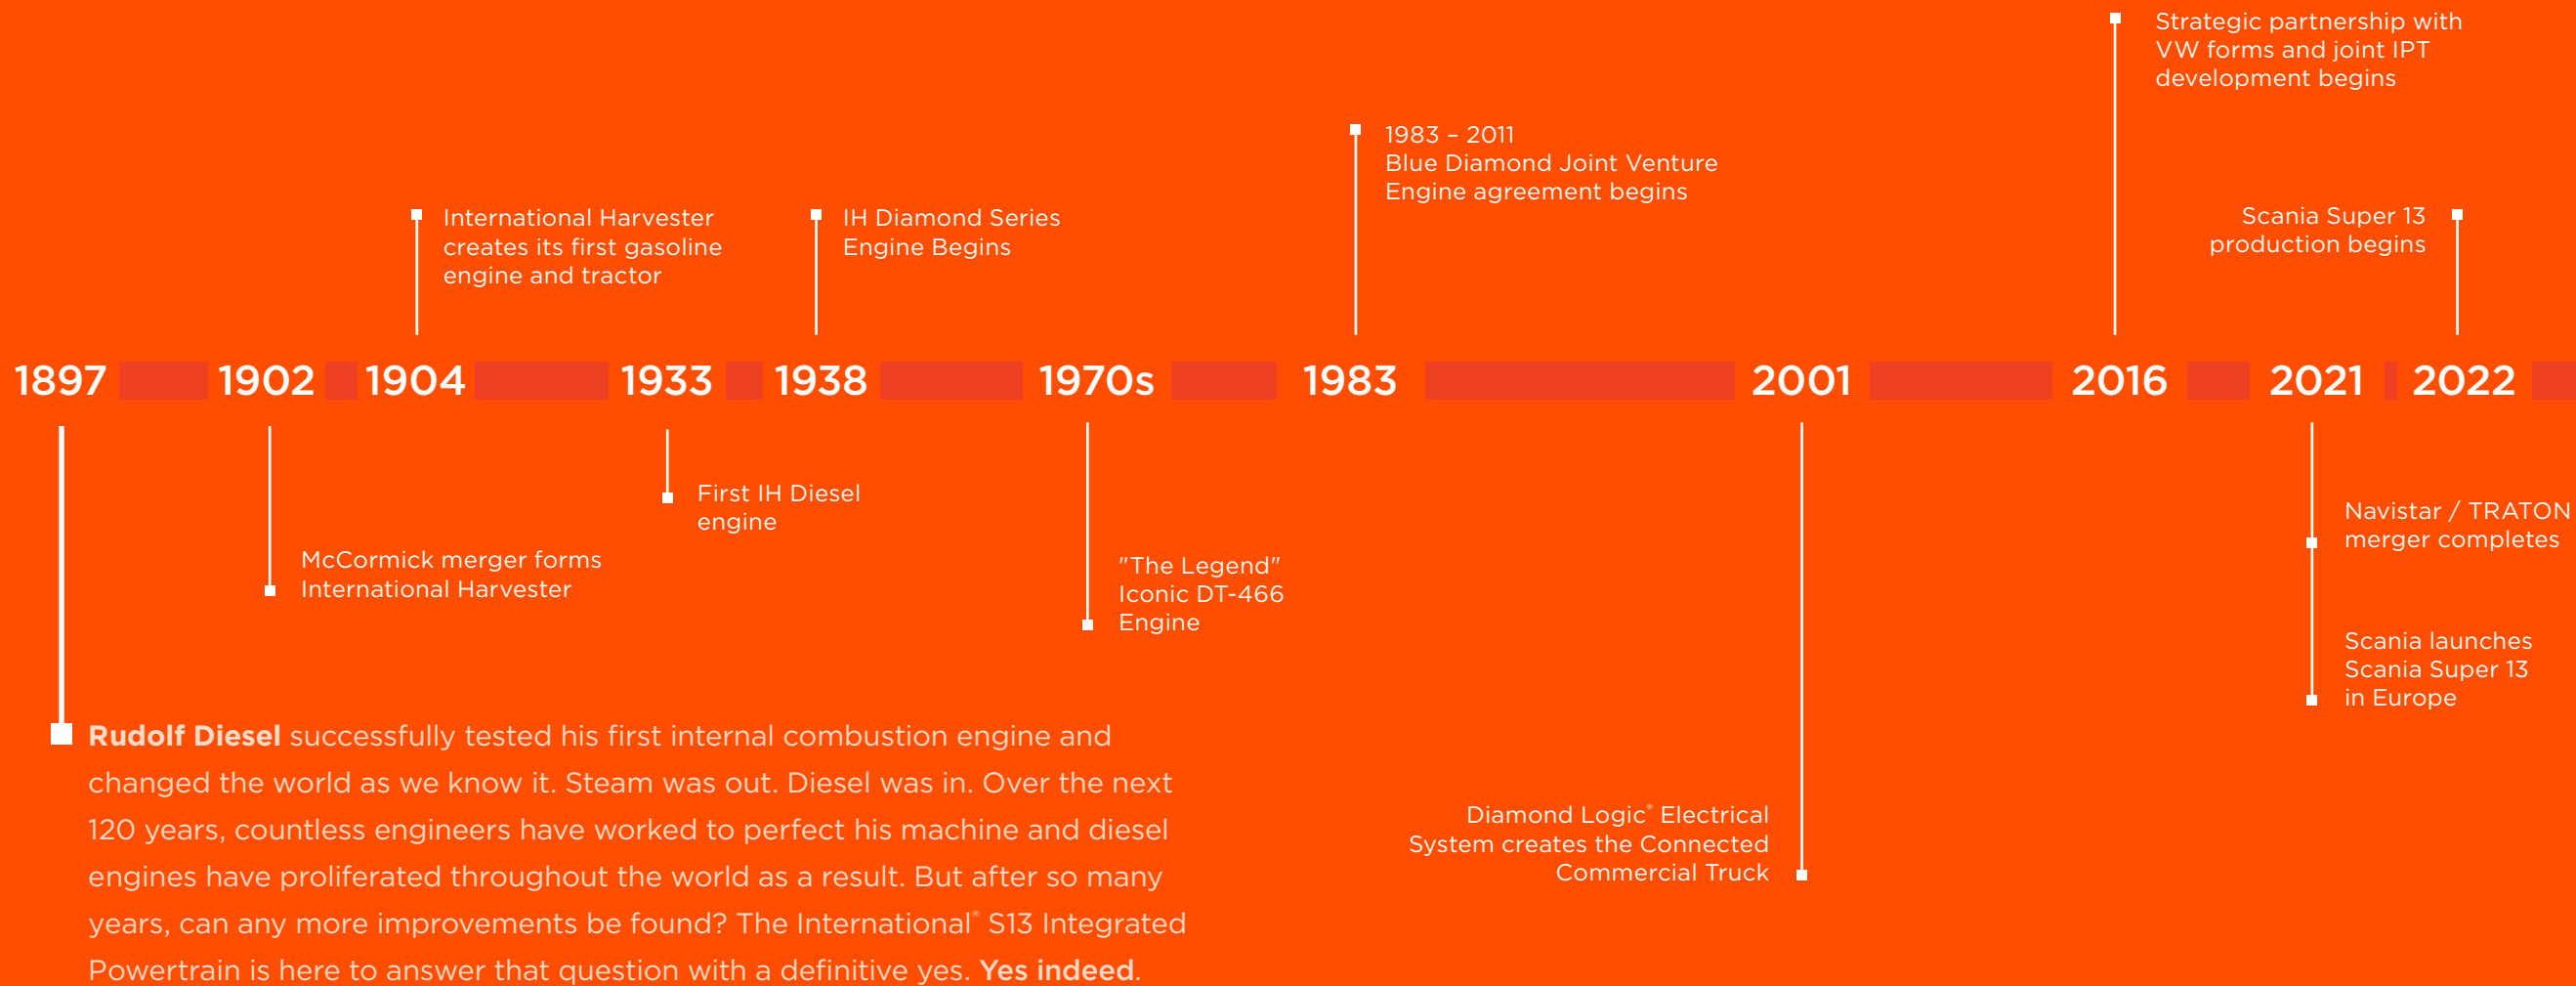 Strategic partnership with
VW forms and joint IPT
development begins
1983 – 2011
Blue Diamond Joint Venture
Engine agreement begins
International Harvester
creates its first gasoline
engine and tractor
IH Diamond Series
Engine Begins
Scania Super 13
production begins
1897 1902 1904 1933 1938 1970s 1983 2001 2016 2021 2022
First IH Diesel
engine
McCormick merger forms
International Harvester
"The Legend"
Iconic DT-466
Engine
Navistar / TRATON
merger completes
Scania launches
Scania Super 13
in Europe
Rudolf Diesel successfully tested his first internal combustion engine and
changed the world as we know it. Steam was out. Diesel was in. Over the next
120 years, countless engineers have worked to perfect his machine and diesel
engines have proliferated throughout the world as a result. But after so many
years, can any more improvements be found? The International® S13 Integrated
Powertrain is here to answer that question with a definitive yes. Yes indeed.
Diamond Logic® Electrical
System creates the Connected
Commercial Truck